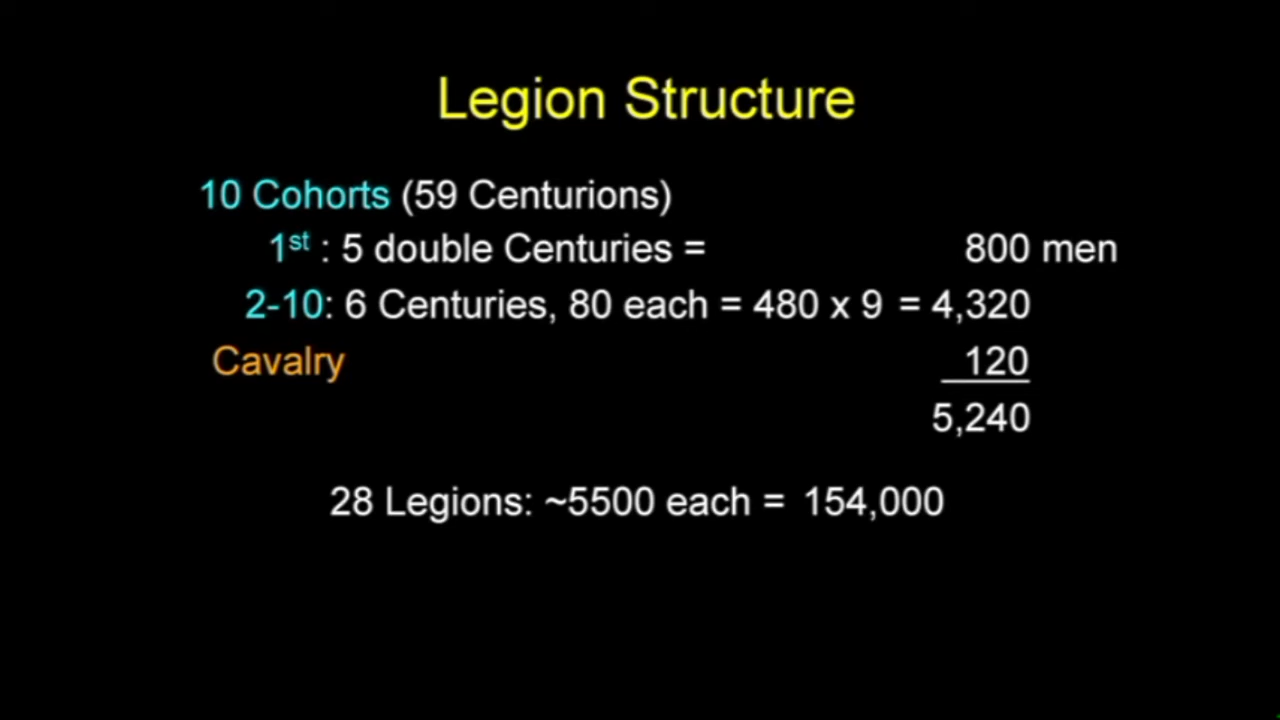 Legion Structure
10 Cohorts (59 Centurions)
1st : 5 double Centuries = 800 men
2-10: 6 Centuries, 80 each = 480 x 9 = 4,320
Cavalry 120
5,240
28 Legions: ~5500 each = 154,000